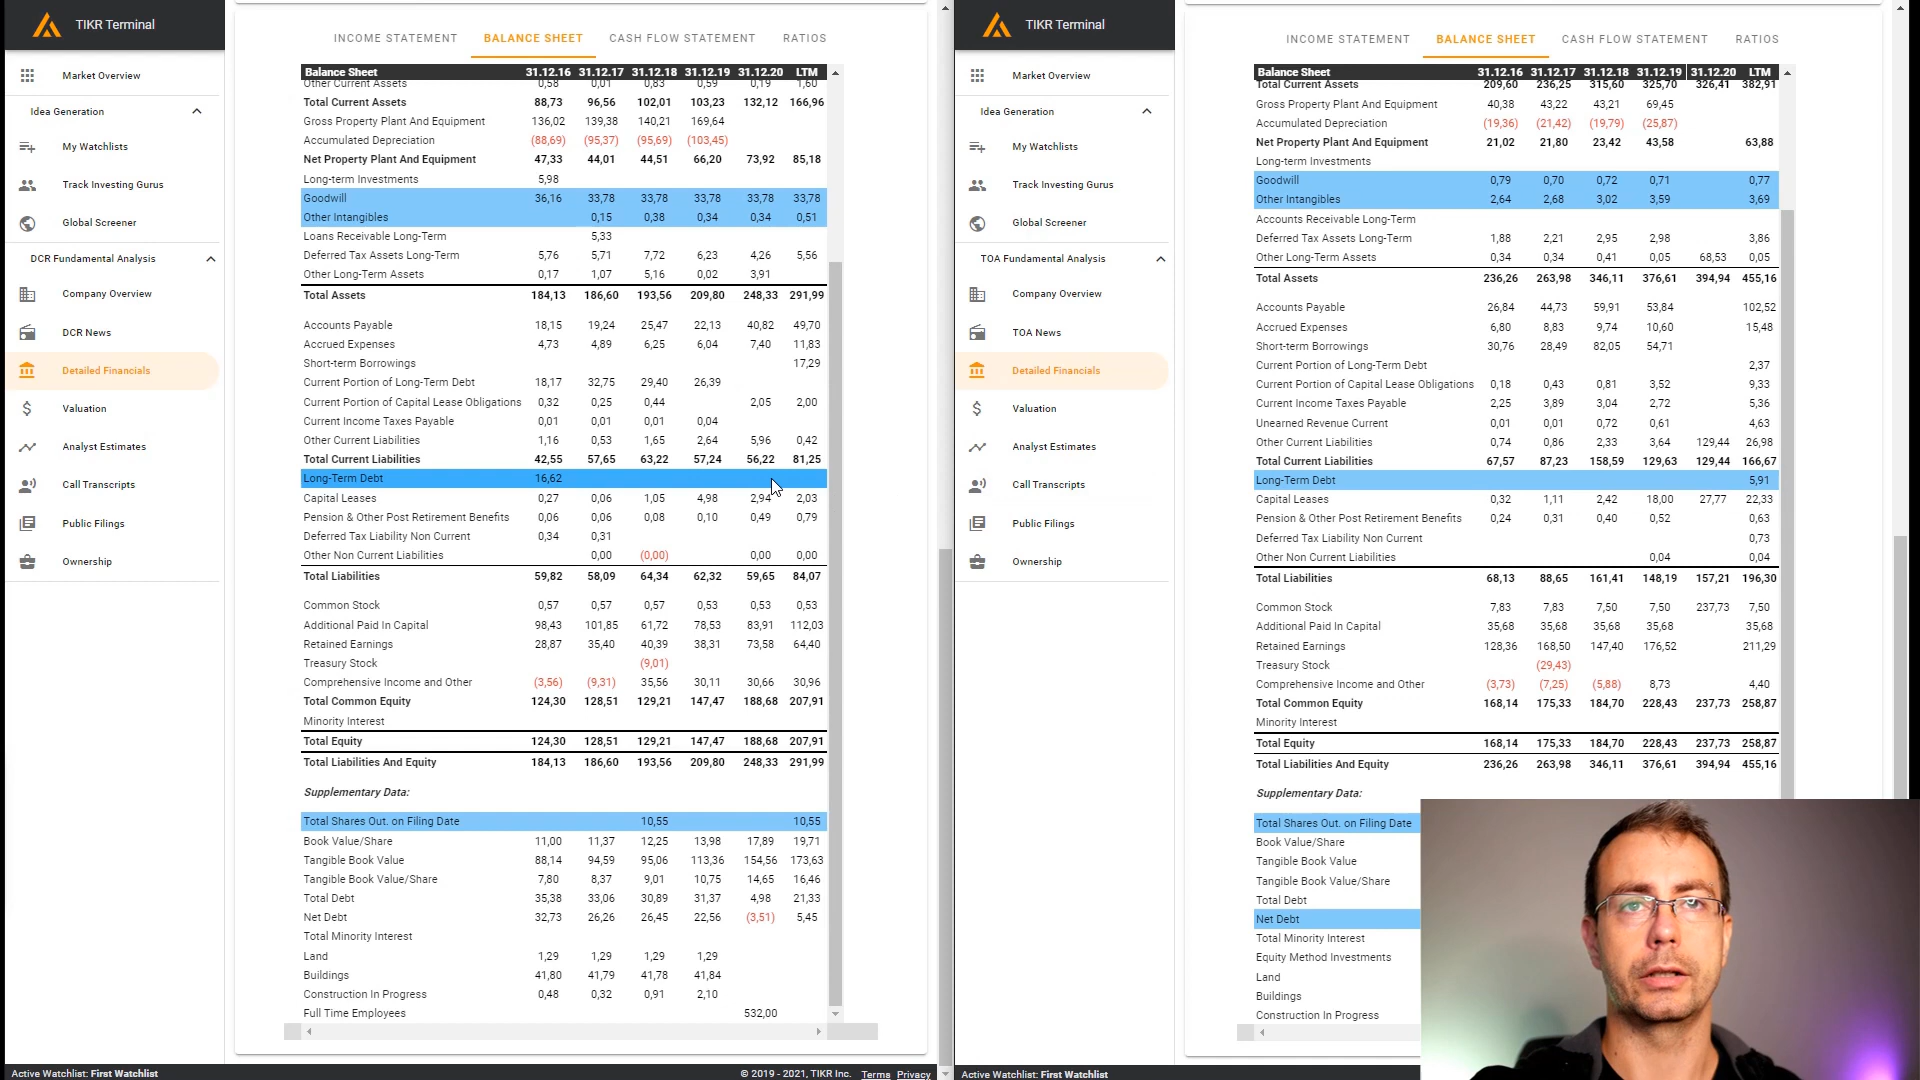 TIKR Terminal
Market Overview
Idea Generation
My Watchlists
Track Investing Gurus
Global Screener
DCR Fundamental Analysis
Company Overview
DCR News
Detailed Financials
Valuation
Analyst Estimates
Call Transcripts
Public Filings
Ownership
INCOME STATEMENT BALANCE SHEET CASH FLOW STATEMENT RATIOS
Balance Sheet 31.12.16 31.12.17 31.12.18 31.12.19 31.12.20 LTM
Other Current Assets 0,58 0,01 0,83 0,59 0,19 1,60
Total Current Assets 88,73 96,56 102,01 103,23 132,12 166,96
Gross Property Plant And Equipment 136,02 139,38 140,21 169,64
Accumulated Depreciation (88,69) (95,37) (95,69) (103,45)
Net Property Plant And Equipment 47,33 44,01 44,51 66,20 73,92 85,18
Long-term Investments 5,98
Goodwill 36,16 33,78 33,78 33,78 33,78 33,78
Other Intangibles 0,15 0,38 0,34 0,34 0,51
Loans Receivable Long-Term 5,33
Deferred Tax Assets Long-Term 5,76 5,71 7,72 6,23 4,26 5,56
Other Long-Term Assets 0,17 1,07 5,16 0,02 3,91
Total Assets 184,13 186,60 193,56 209,80 248,33 291,99
Accounts Payable 18,15 19,24 25,47 22,13 40,82 49,70
Accrued Expenses 4,73 4,89 6,25 6,04 7,40 11,83
Short-term Borrowings 17,29
Current Portion of Long-Term Debt 18,17 32,75 29,40 26,39
Current Portion of Capital Lease Obligations 0,32 0,25 0,44 2,05 2,00
Current Income Taxes Payable 0,01 0,01 0,01 0,04
Other Current Liabilities 1,16 0,53 1,65 2,64 5,96 0,42
Total Current Liabilities 42,55 57,65 63,22 57,24 56,22 81,25
Long-Term Debt 16,62
Capital Leases 0,27 0,06 1,05 4,98 2,94 2,03
Pension & Other Post Retirement Benefits 0,06 0,06 0,08 0,10 0,49 0,79
Deferred Tax Liability Non Current 0,34 0,31
Other Non Current Liabilities 0,00 (0,00) 0,00 0,00
Total Liabilities 59,82 58,09 64,34 62,32 59,65 84,07
Common Stock 0,57 0,57 0,57 0,53 0,53 0,53
Additional Paid In Capital 98,43 101,85 61,72 78,53 83,91 112,03
Retained Earnings 28,87 35,40 40,39 38,31 73,58 64,40
Treasury Stock (9,01)
Comprehensive Income and Other (3,56) (9,31) 35,56 30,11 30,66 30,96
Total Common Equity 124,30 128,51 129,21 147,47 188,68 207,91
Minority Interest
Total Equity 124,30 128,51 129,21 147,47 188,68 207,91
Total Liabilities And Equity 184,13 186,60 193,56 209,80 248,33 291,99
Supplementary Data:
Total Shares Out. on Filing Date 10,55 10,55
Book Value/Share 11,00 11,37 12,25 13,98 17,89 19,71
Tangible Book Value 88,14 94,59 95,06 113,36 154,56 173,63
Tangible Book Value/Share 7,80 8,37 9,01 10,75 14,65 16,46
Total Debt 35,38 33,06 30,89 31,37 4,98 21,33
Net Debt 32,73 26,26 26,45 22,56 (3,51) 5,45
Total Minority Interest
Land 1,29 1,29 1,29 1,29
Buildings 41,80 41,79 41,78 41,84
Construction In Progress 0,48 0,32 0,91 2,10
Full Time Employees 532,00
Active Watchlist: First Watchlist © 2019 - 2021, TIKR Inc. Terms Privacy
TIKR Terminal
Market Overview
Idea Generation
My Watchlists
Track Investing Gurus
Global Screener
TOA Fundamental Analysis
Company Overview
TOA News
Detailed Financials
Valuation
Analyst Estimates
Call Transcripts
Public Filings
Ownership
INCOME STATEMENT BALANCE SHEET CASH FLOW STATEMENT RATIOS
Balance Sheet 31.12.16 31.12.17 31.12.18 31.12.19 31.12.20 LTM
Total Current Assets 209,60 236,25 315,60 325,70 326,41 382,91
Gross Property Plant And Equipment 40,38 43,22 43,21 69,45
Accumulated Depreciation (19,36) (21,42) (19,79) (25,87)
Net Property Plant And Equipment 21,02 21,80 23,42 43,58 63,88
Long-term Investments
Goodwill 0,79 0,70 0,72 0,71 0,77
Other Intangibles 2,64 2,68 3,02 3,59 3,69
Accounts Receivable Long-Term
Deferred Tax Assets Long-Term 1,88 2,21 2,95 2,98 3,86
Other Long-Term Assets 0,34 0,34 0,41 0,05 68,53 0,05
Total Assets 236,26 263,98 346,11 376,61 394,94 455,16
Accounts Payable 26,84 44,73 59,91 53,84 102,52
Accrued Expenses 6,80 8,83 9,74 10,60 15,48
Short-term Borrowings 30,76 28,49 82,05 54,71
Current Portion of Long-Term Debt 2,37
Current Portion of Capital Lease Obligations 0,18 0,43 0,81 3,52 9,33
Current Income Taxes Payable 2,25 3,89 3,04 2,72 5,36
Unearned Revenue Current 0,01 0,01 0,72 0,61 4,63
Other Current Liabilities 0,74 0,86 2,33 3,64 129,44 26,98
Total Current Liabilities 67,57 87,23 158,59 129,63 129,44 166,67
Long-Term Debt 5,91
Capital Leases 0,32 1,11 2,42 18,00 27,77 22,33
Pension & Other Post Retirement Benefits 0,24 0,31 0,40 0,52 0,63
Deferred Tax Liability Non Current 0,73
Other Non Current Liabilities 0,04 0,04
Total Liabilities 68,13 88,65 161,41 148,19 157,21 196,30
Common Stock 7,83 7,83 7,50 7,50 237,73 7,50
Additional Paid In Capital 35,68 35,68 35,68 35,68 35,68
Retained Earnings 128,36 168,50 147,40 176,52 211,29
Treasury Stock (29,43)
Comprehensive Income and Other (3,73) (7,25) (5,88) 8,73 4,40
Total Common Equity 168,14 175,33 184,70 228,43 237,73 258,87
Minority Interest
Total Equity 168,14 175,33 184,70 228,43 237,73 258,87
Total Liabilities And Equity 236,26 263,98 346,11 376,61 394,94 455,16
Supplementary Data:
Total Shares Out. on Filing Date
Book Value/Share
Tangible Book Value
Tangible Book Value/Share
Total Debt
Net Debt
Total Minority Interest
Equity Method Investments
Land
Buildings
Construction In Progress
Active Watchlist: First Watchlist